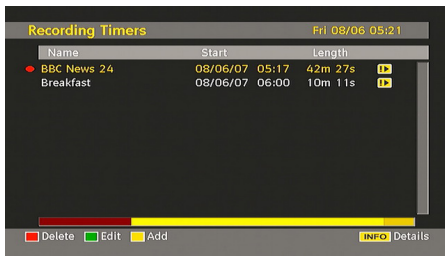 Recording Timers Fri 08/06 05:21
Name Start Length
BBC News 24 08/06/07 05:17 42m 27s
Breakfast 08/06/07 06:00 10m 11s
Delete Edit Add INFO Details